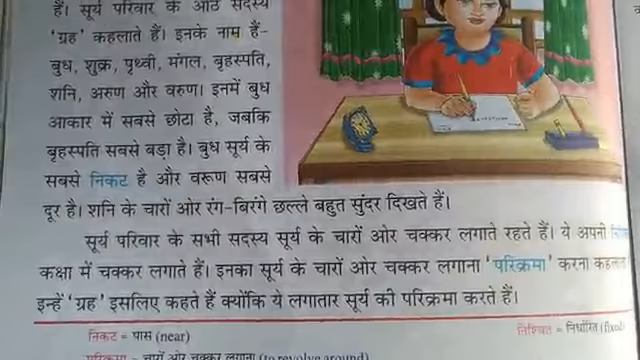 हैं। सूर्य परिवार के आठ सदस्य
'ग्रह' कहलाते हैं। इनके नाम हैं-
बुध, शुक्र, पृथ्वी, मंगल, बृहस्पति,
शनि, अरुण और वरुण। इनमें बुध
आकार में सबसे छोटा है, जबकि
बृहस्पति सबसे बड़ा है। बुध सूर्य के
सबसे निकट है और वरूण सबसे
दूर है। शनि के चारों ओर रंग-बिरंगे छल्ले बहुत सुंदर दिखते हैं।
सूर्य परिवार के सभी सदस्य सूर्य के चारों ओर चक्कर लगाते रहते हैं। ये अपनी
कक्षा में चक्कर लगाते हैं। इनका सूर्य के चारों ओर चक्कर लगाना 'परिक्रमा' करना
इन्हें 'ग्रह' इसलिए कहते हैं क्योंकि ये लगातार सूर्य की परिक्रमा करते हैं।
निकट = पास (near)
निश्चित = निर्धारित (fixed)
परिक्रमा = चारों ओर चक्कर लगाना (to revolve around)